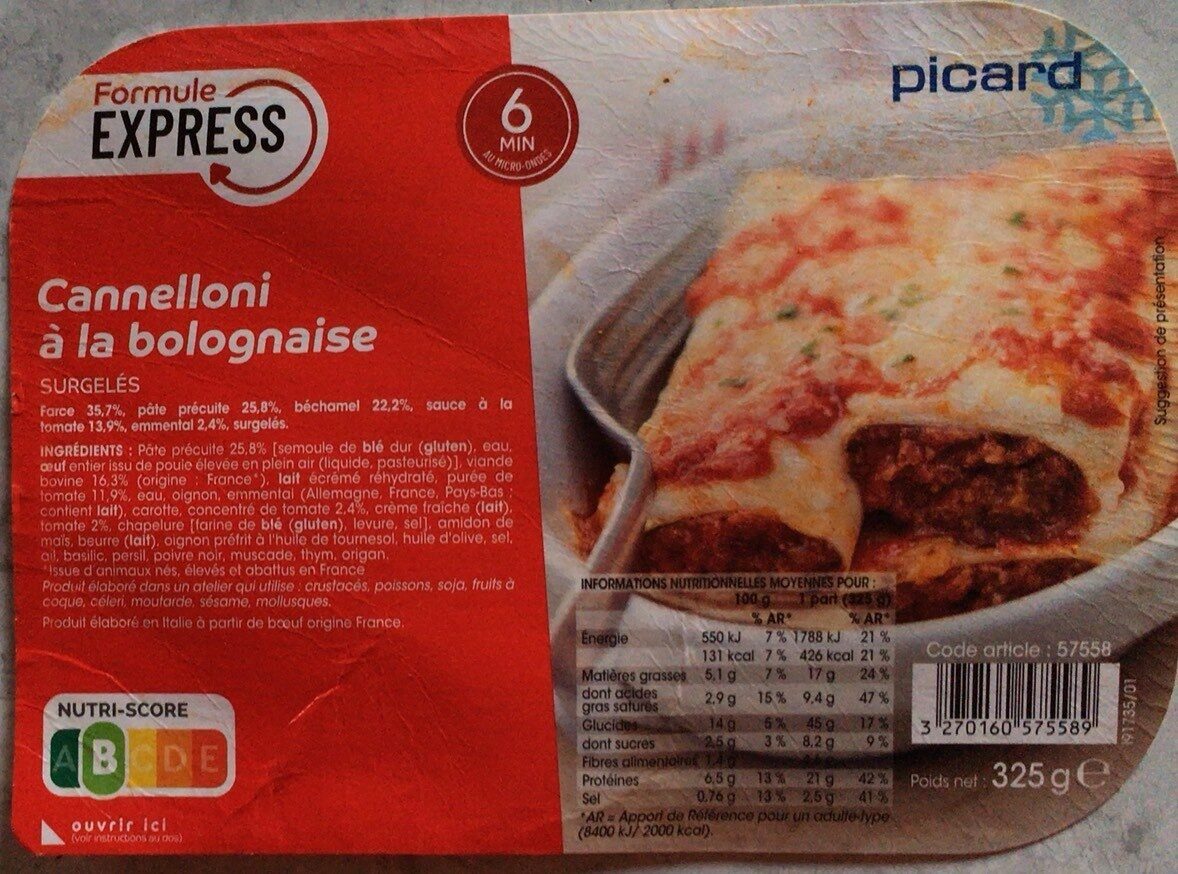 Formule
EXPRESS
6
MIN
AU MICRO-ONDES
picard
Cannelloni
à la bolognaise
SURGELÉS
Farce 35,7%, pâte précuite 25,8%, béchamel 22,2%, sauce à la
tomate 13,9%, emmental 2,4%, surgelés.
INGRÉDIENTS : Pâte précuite 25,8% [semoule de blé dur (gluten), eau,
œuf entier issu de poule élevée en plein air (liquide, pasteurisé)], viande
bovine 16,3% (origine : France*), lait écrémé réhydraté, purée de
tomate 11,9%, eau, oignon, emmental (Allemagne, France, Pays-Bas :
contient lait), carotte, concentré de tomate 2,4%, crème fraîche (lait),
tomate 2%, chapelure [farine de blé (gluten), levure, sel], amidon de
maïs, beurre (lait), oignon préfrit à l'huile de tournesol, huile d'olive, sel,
ail, basilic, persil, poivre noir, muscade, thym, origan.
*Issue d'animaux nés, élevés et abattus en France
Produit élaboré dans un atelier qui utilise : crustacés, poissons, soja, fruits à
coque, céleri, moutarde, sésame, mollusques.
Produit élaboré en Italie à partir de bœuf origine France.
NUTRI-SCORE
A B C D E
ouvrir ici
(voir instructions au dos)
Suggestion de présentation
INFORMATIONS NUTRITIONNELLES MOYENNES POUR :
100 g 1 part (325 g)
% AR* % AR*
Énergie 550 kJ 7 % 1788 kJ 21 %
131 kcal 7 % 426 kcal 21 %
Matières grasses 5,1 g 7 % 17 g 24 %
dont acides
gras saturés 2,9 g 15 % 9,4 g 47 %
Glucides 14 g 5 % 45 g 17 %
dont sucres 2,5 g 3 % 8,2 g 9 %
Fibres alimentaires 1,4 g
Protéines 6,5 g 13 % 21 g 42 %
Sel 0,76 g 13 % 2,5 g 41 %
*AR = Apport de Référence pour un adulte-type
(8400 kJ/ 2000 kcal).
Code article : 57558
3 270160 575589
191735/01
Poids net : 325 g e